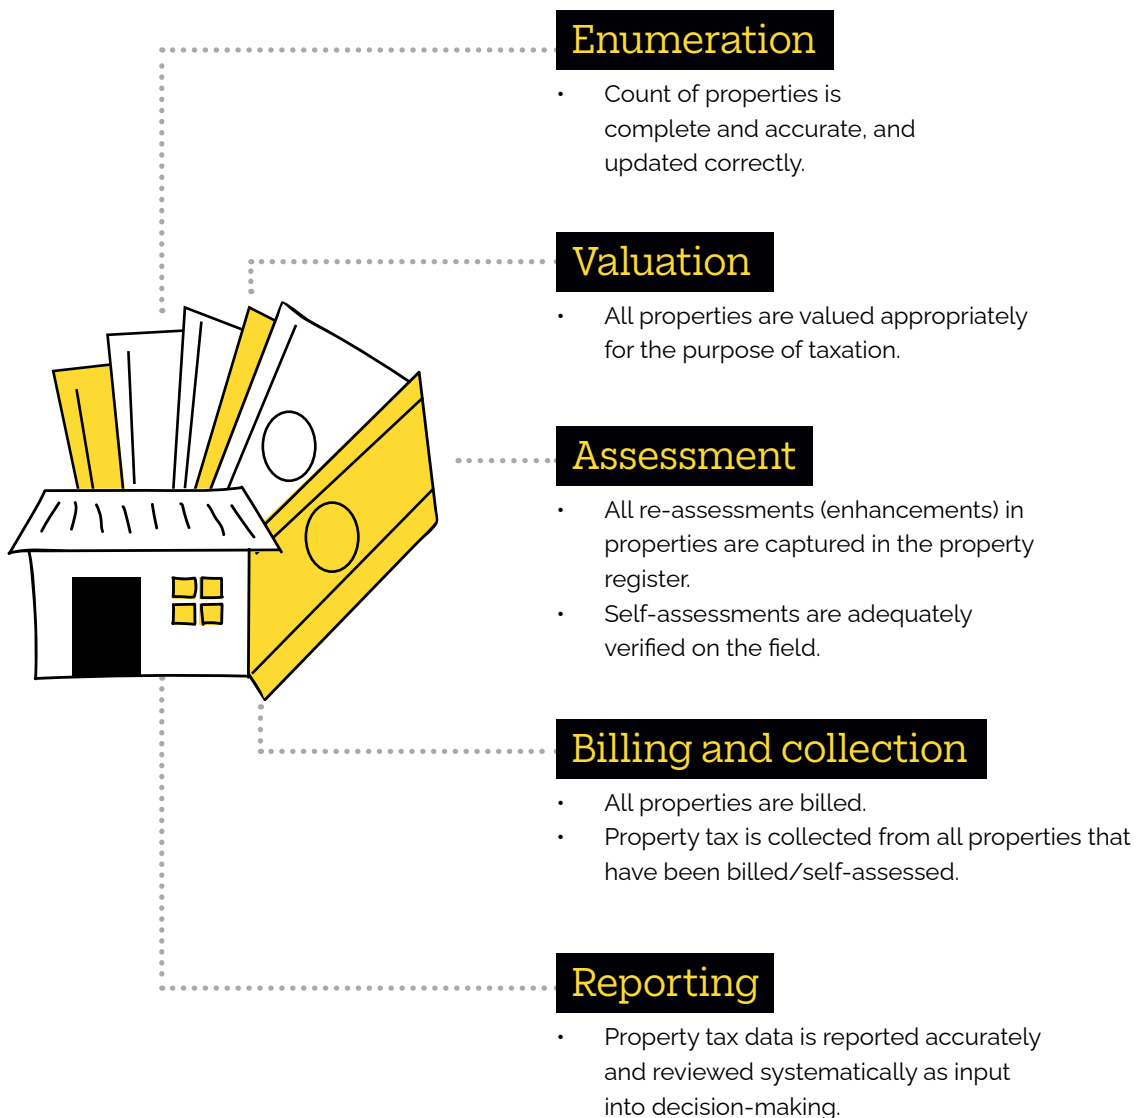 Enumeration
• Count of properties is
complete and accurate, and
updated correctly.
Valuation
• All properties are valued appropriately
for the purpose of taxation.
Assessment
• All re-assessments (enhancements) in
properties are captured in the property
register.
• Self-assessments are adequately
verified on the field.
Billing and collection
• All properties are billed.
• Property tax is collected from all properties that
have been billed/self-assessed.
Reporting
• Property tax data is reported accurately
and reviewed systematically as input
into decision-making.